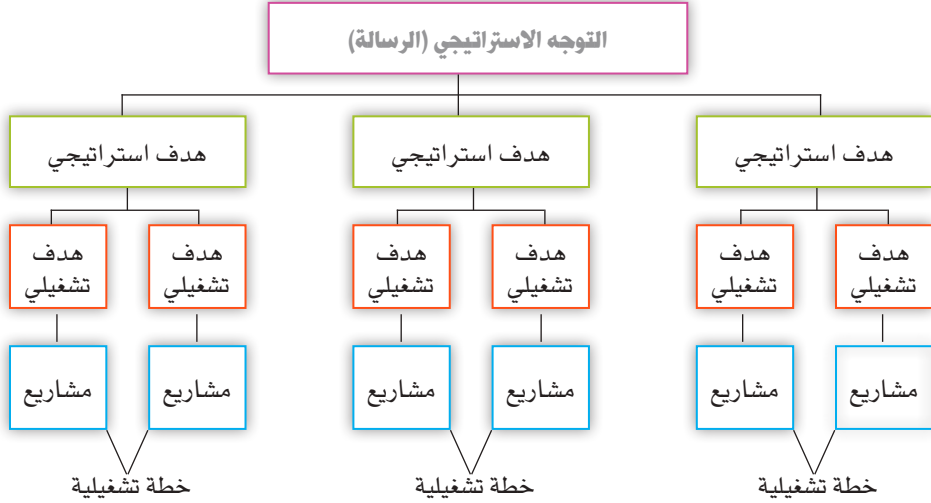 التوجه الاستراتيجي (الرسالة)
هدف استراتيجي
هدف استراتيجي
هدف استراتيجي
هدف
تشغيلي
هدف
تشغيلي
هدف
تشغيلي
هدف
تشغيلي
هدف
تشغيلي
هدف
تشغيلي
مشاريع
مشاريع
مشاريع
مشاريع
مشاريع
مشاريع
خطة تشغيلية
خطة تشغيلية
خطة تشغيلية